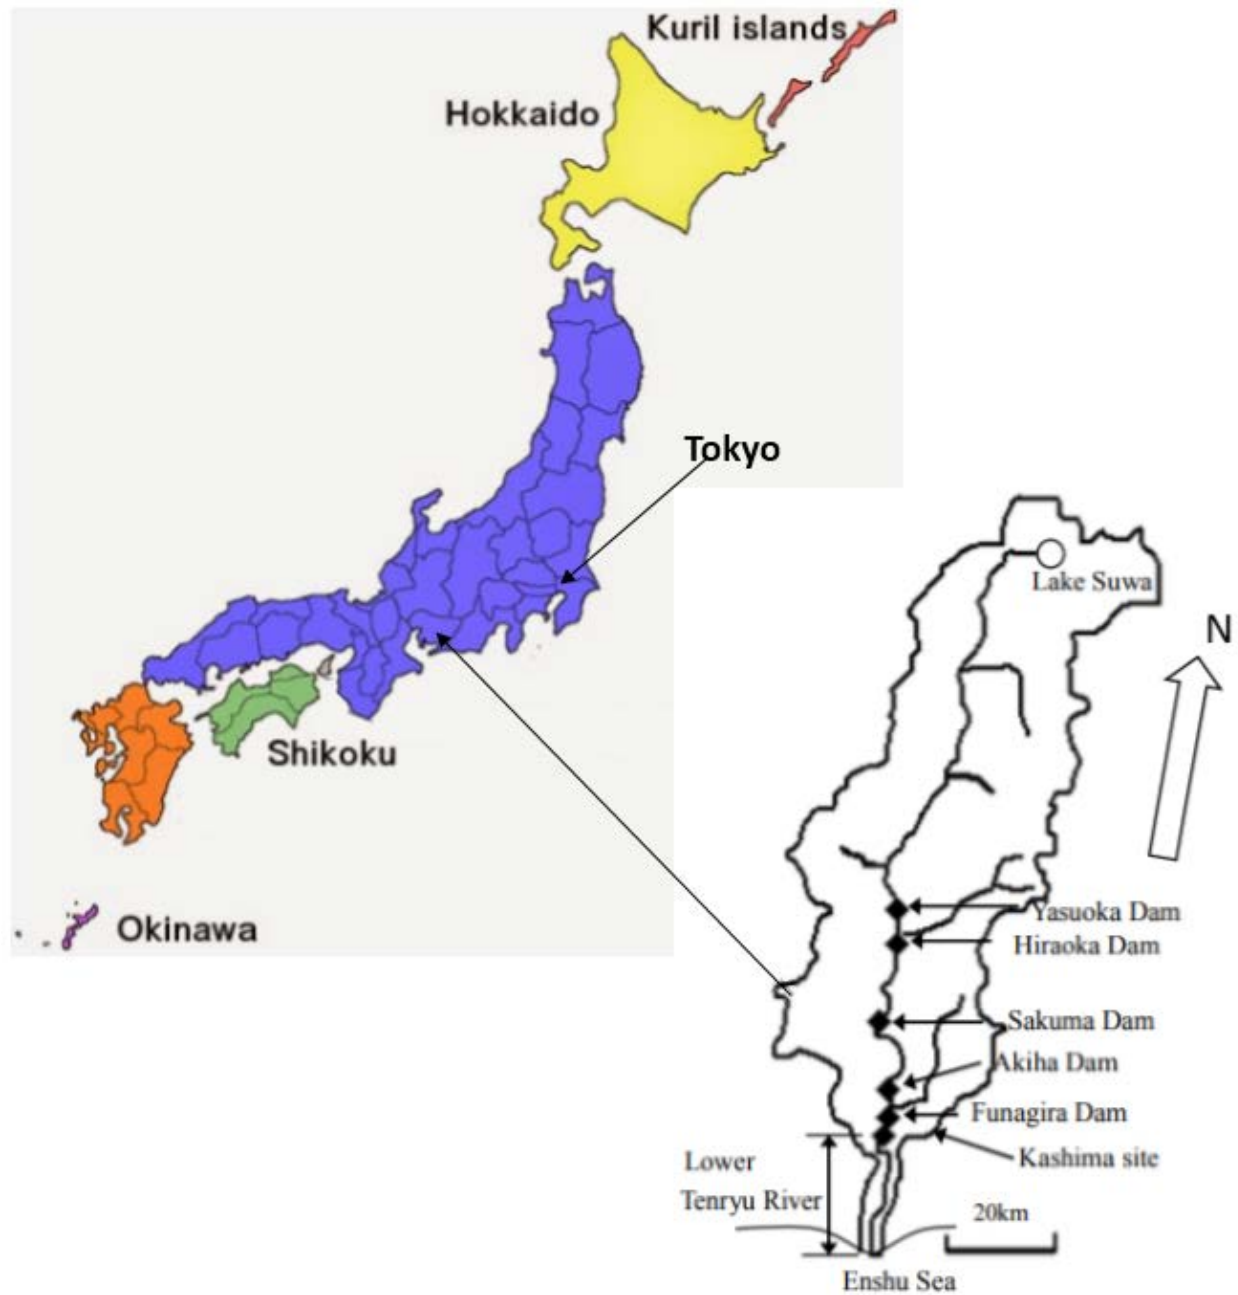 Kuril islands
Hokkaido
Tokyo
Shikoku
Okinawa
Lake Suwa
N
Yasuoka Dam
Hiraoka Dam
Sakuma Dam
Akiha Dam
Funagira Dam
Kashima site
Lower
Tenryu River
20km
Enshu Sea